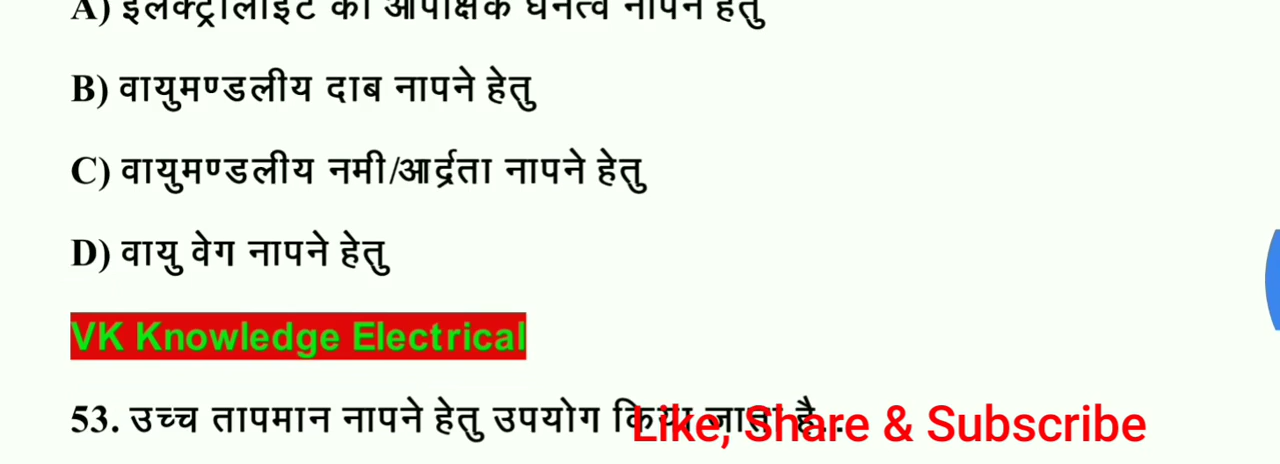 A) इलेक्ट्रोलाइट का आपेक्षिक घनत्व नापने हेतु
B) वायुमण्डलीय दाब नापने हेतु
C) वायुमण्डलीय नमी/आर्द्रता नापने हेतु
D) वायु वेग नापने हेतु
VK Knowledge Electrical
53. उच्च तापमान नापने हेतु उपयोग किया जाता है...
Like, Share & Subscribe